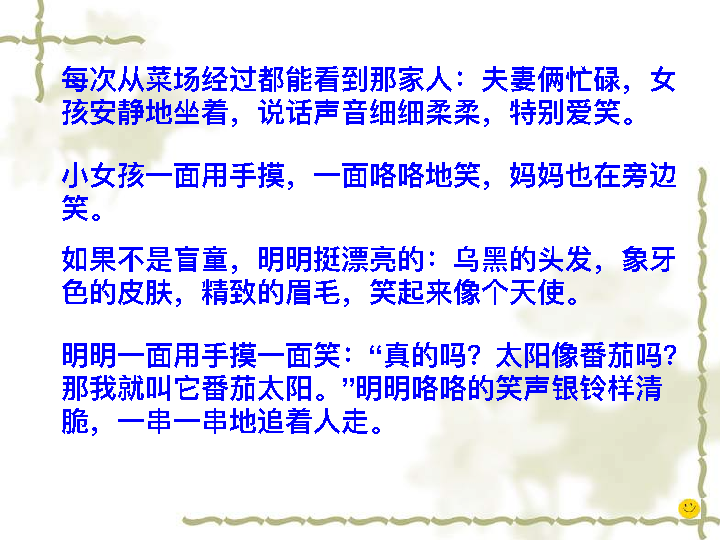 每次从菜场经过都能看到那家人：夫妻俩忙碌，女
孩安静地坐着，说话声音细细柔柔，特别爱笑。
小女孩一面用手摸，一面咯咯地笑，妈妈也在旁边
笑。
如果不是盲童，明明挺漂亮的：乌黑的头发，象牙
色的皮肤，精致的眉毛，笑起来像个天使。
明明一面用手摸一面笑：“真的吗？太阳像番茄吗？
那我就叫它番茄太阳。”明明咯咯的笑声银铃样清
脆，一串一串地追着人走。